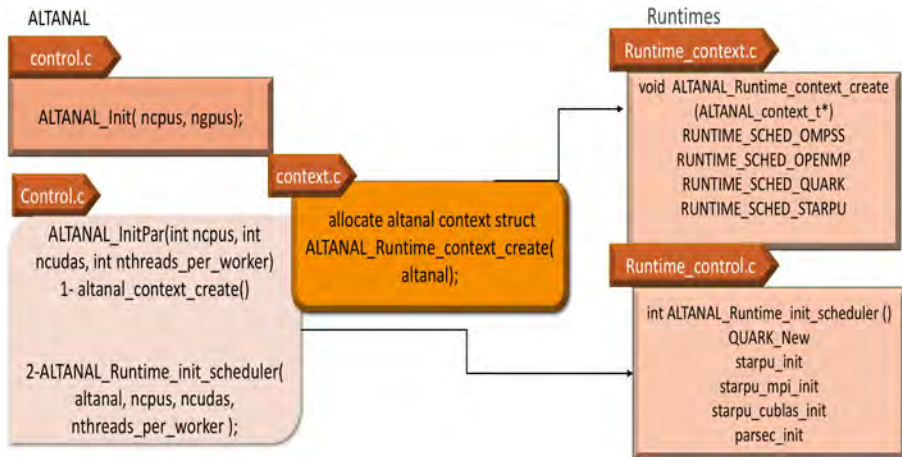 ALTANAL
control.c
ALTANAL_Init( ncpus, ngpus);
Control.c
ALTANAL_InitPar(int ncpus, int
ncudas, int nthreads_per_worker)
1- altanal_context_create()
2-ALTANAL_Runtime_init_scheduler(
altanal, ncpus, ncudas,
nthreads_per_worker );
context.c
allocate altanal context struct
ALTANAL_Runtime_context_create(
altanal);
Runtimes
Runtime_context.c
void ALTANAL_Runtime_context_create
(ALTANAL_context_t*)
RUNTIME_SCHED_OMPSS
RUNTIME_SCHED_OPENMP
RUNTIME_SCHED_QUARK
RUNTIME_SCHED_STARPU
Runtime_control.c
int ALTANAL_Runtime_init_scheduler ()
QUARK_New
starpu_init
starpu_mpi_init
starpu_cublas_init
parsec_init